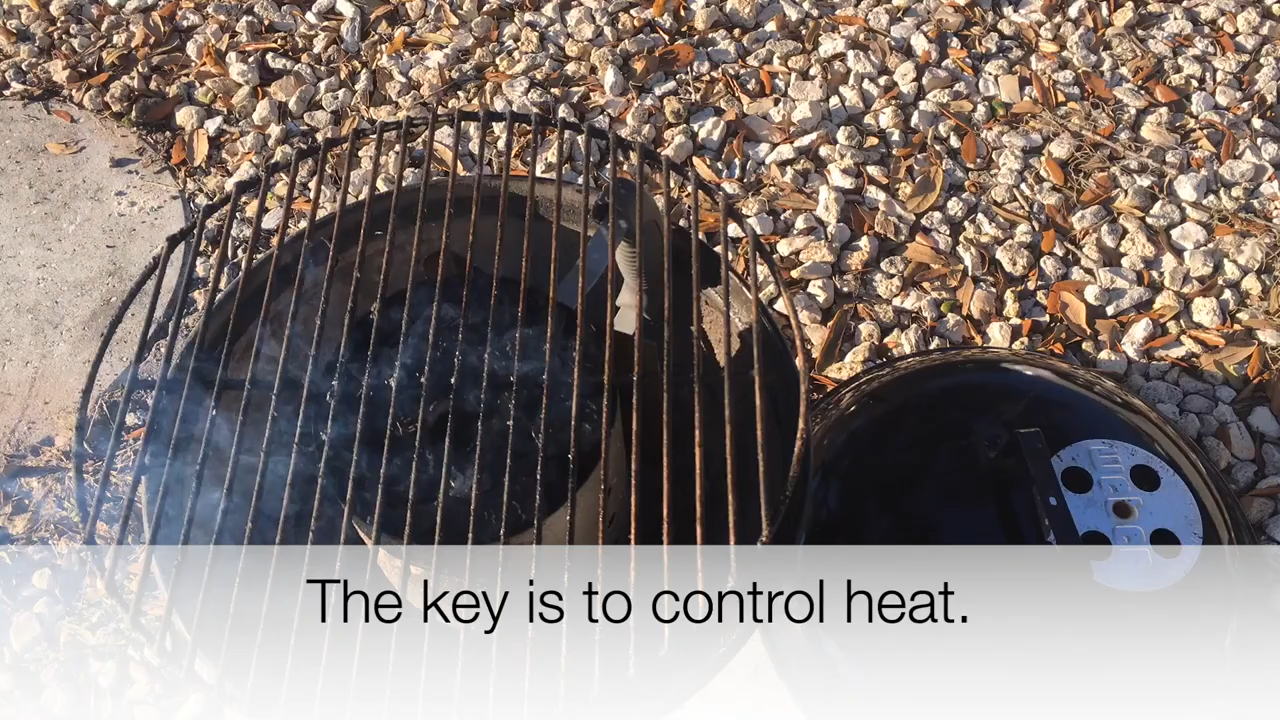 The key is to control heat.